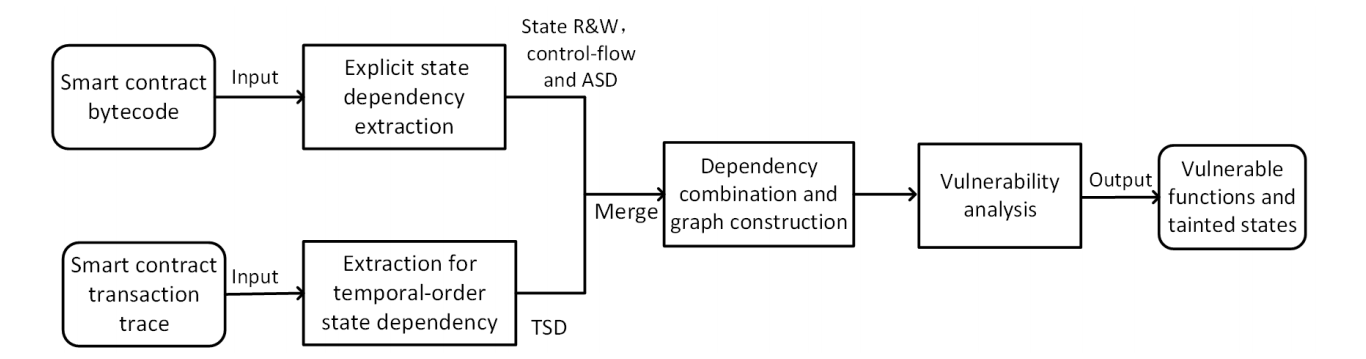 Smart contract
bytecode
Input
Explicit state
dependency
extraction
State R&W，
control-flow
and ASD
Smart contract
transaction
trace
Input
Extraction for
temporal-order
state dependency
TSD
Merge
Dependency
combination and
graph construction
Vulnerability
analysis
Output
Vulnerable
functions and
tainted states